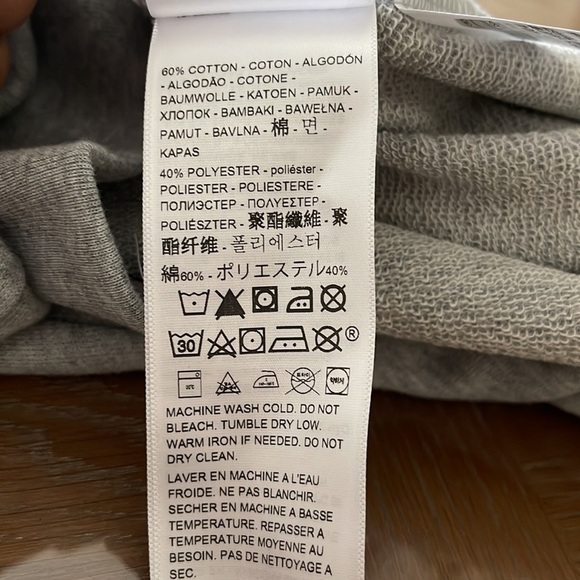 60% COTTON - COTON - ALGODÓN
- ALGODÃO - COTONE -
BAUMWOLLE - KATOEN - PAMUK -
ΧΛΟΠΟΚ - BAMBAKI - BAWEŁNA -
PAMUT - BAVLNA - 棉 - 면 -
KAPAS
40% POLYESTER - poliéster -
POLIESTER - POLIESTERE -
ПОЛИЭСТЕР - ΠΟΛΥΕΣΤΕΡ -
POLIÉSZTER - 聚酯纖維 - 聚
酯纤维 - 폴리에스터
綿60% - ポリエステル40%
30
®
MACHINE WASH COLD. DO NOT
BLEACH. TUMBLE DRY LOW.
WARM IRON IF NEEDED. DO NOT
DRY CLEAN.
LAVER EN MACHINE A L'EAU
FROIDE. NE PAS BLANCHIR.
SECHER EN MACHINE A BASSE
TEMPERATURE. REPASSER A
TEMPERATURE MOYENNE AU
BESOIN. PAS DE NETTOYAGE A
SEC.